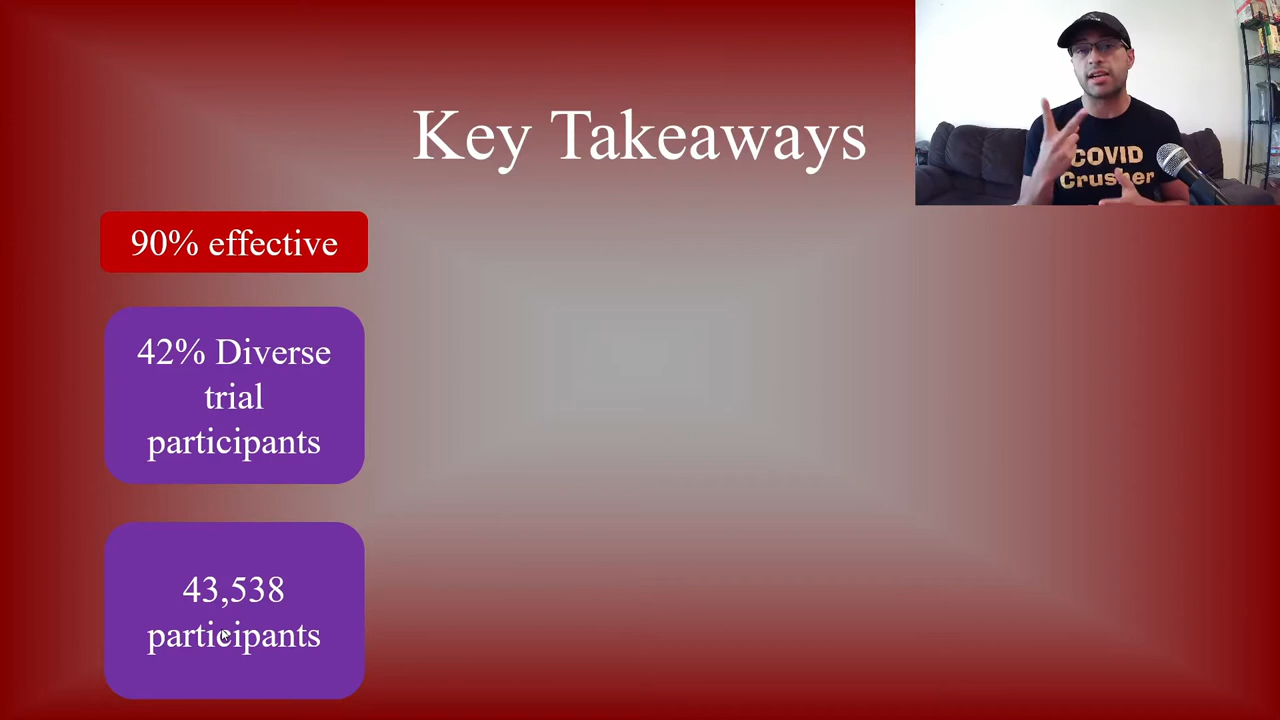 Key Takeaways
COVID
Crusher
90% effective
42% Diverse
trial
participants
43,538
participants